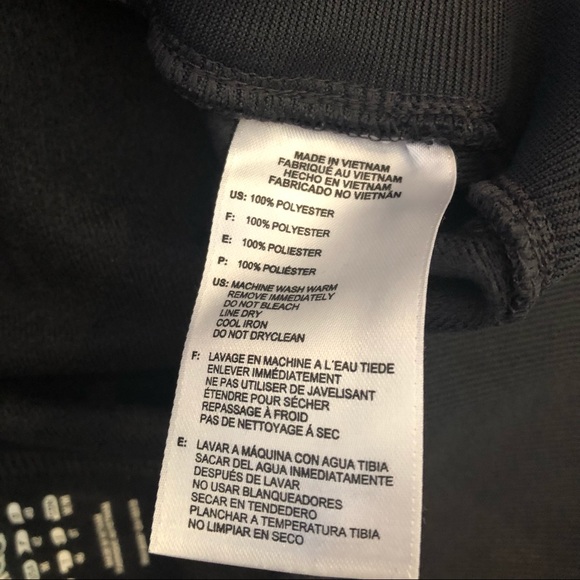 MADE IN VIETNAM
FABRIQUÉ AU VIETNAM
HECHO EN VIETNAM
FABRICADO NO VIETNÁN
US: 100% POLYESTER
F: 100% POLYESTER
E: 100% POLIESTER
P: 100% POLIÉSTER
US: MACHINE WASH WARM
REMOVE IMMEDIATELY
DO NOT BLEACH
LINE DRY
COOL IRON
DO NOT DRYCLEAN
F: LAVAGE EN MACHINE A L'EAU TIEDE
ENLEVER IMMÉDIATEMENT
NE PAS UTILISER DE JAVELISANT
ÉTENDRE POUR SÉCHER
REPASSAGE À FROID
PAS DE NETTOYAGE Á SEC
E: LAVAR A MÁQUINA CON AGUA TIBIA
SACAR DEL AGUA INMEDIATAMENTE
DESPUÉS DE LAVAR
NO USAR BLANQUEADORES
SECAR EN TENDEDERO
PLANCHAR A TEMPERATURA TIBIA
NO LIMPIAR EN SECO